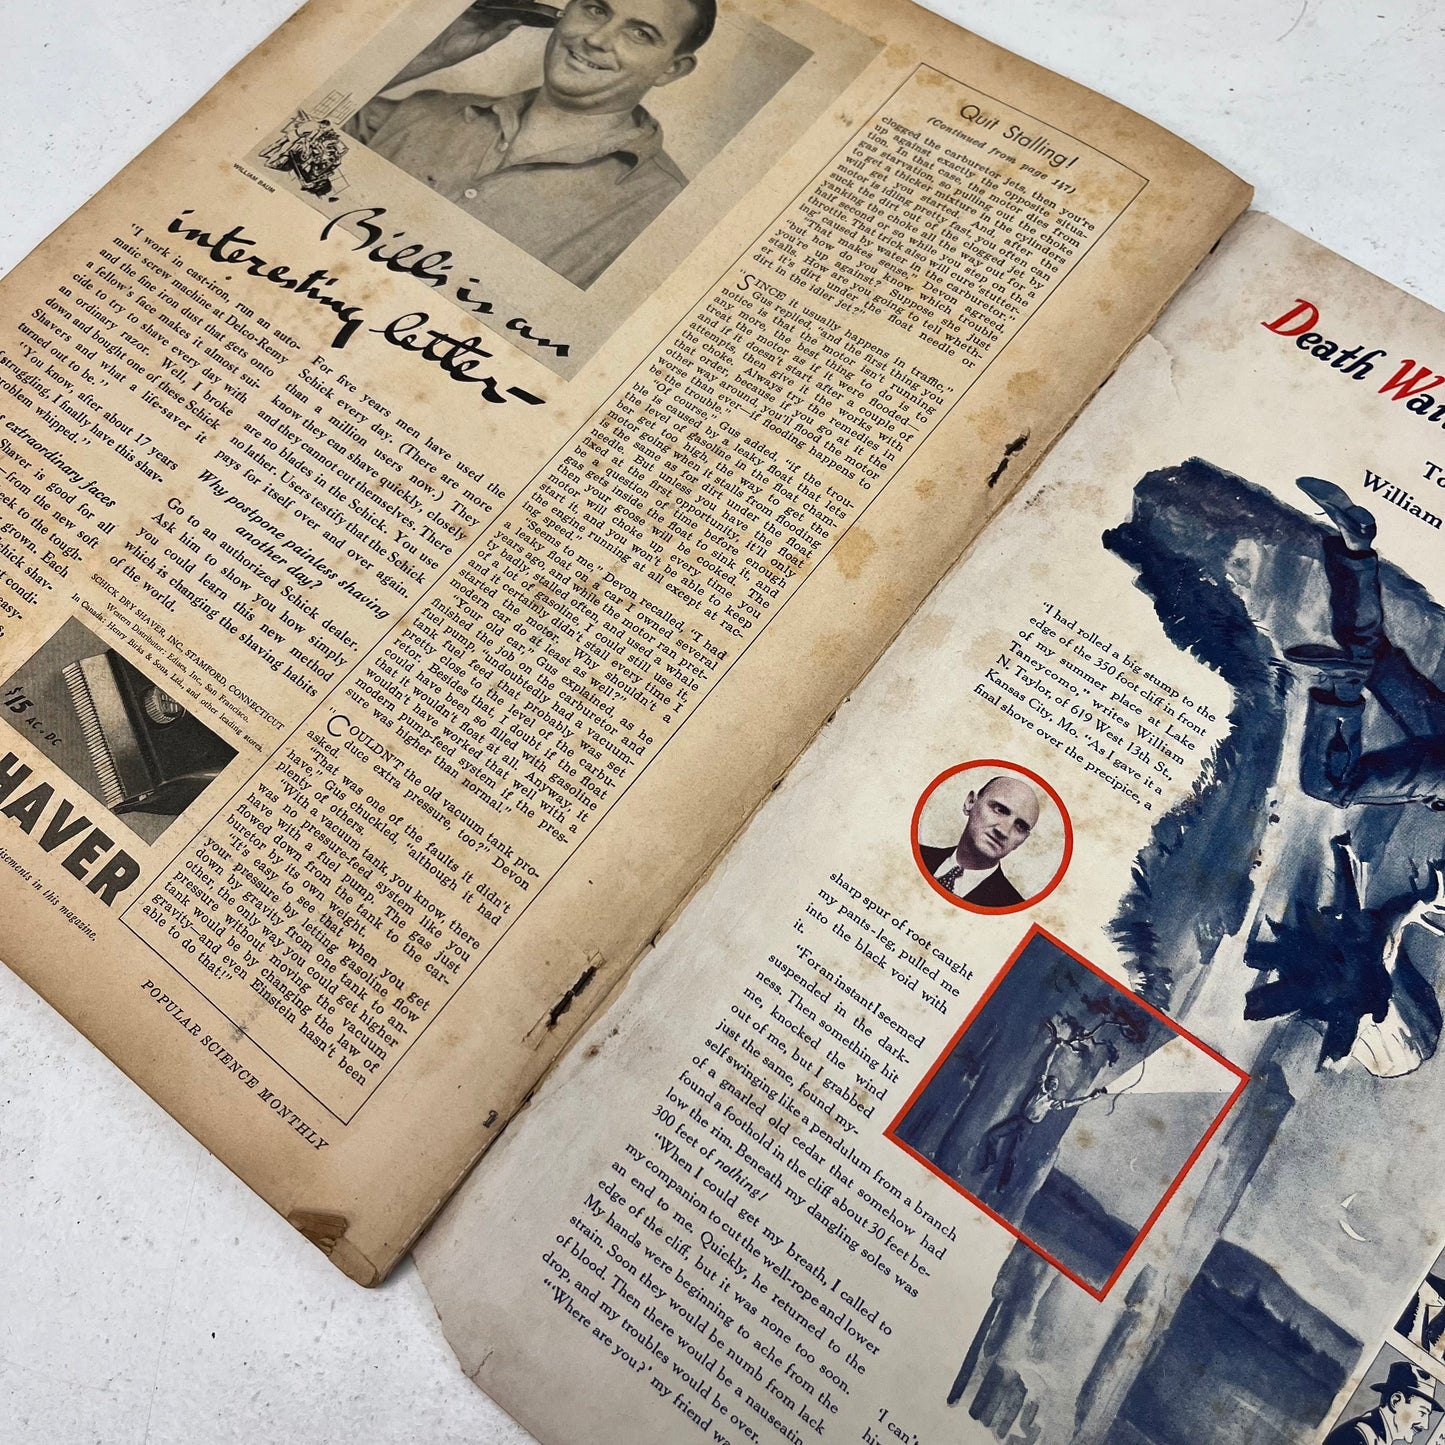 WILLIAM BAUM
Bill's is an
interesting letter—
"I work in cast-iron, run an auto-
matic screw machine at Delco-Remy
and the fine iron dust that gets onto
a fellow's face makes it almost sui-
cide to try to shave every day with
an ordinary razor. Well, I broke
down and bought one of these Schick
Shavers and what a life-saver it
turned out to be."
"You know, after about 17 years
struggling, I finally have this shav-
problem whipped."
extraordinary faces
Shaver is good for all
—from the new soft
to the tough-
grown. Each
Schick shav-
condi-
easy-
For five years men have used the
Schick every day. (There are more
than a million users now.) They
know they can shave quickly, closely
and they cannot cut themselves. There
are no blades in the Schick. You use
no lather. Users testify that the Schick
pays for itself over and over again.
Why postpone painless shaving
another day?
Go to an authorized Schick dealer.
Ask him to show you how simply
you could learn this new method
which is changing the shaving habits
of the world.
SCHICK DRY SHAVER, INC., STAMFORD, CONNECTICUT
Western Distributor: Edises, Inc., San Francisco.
In Canada: Henry Birks & Sons, Ltd., and other leading stores.
$15 AC. DC
HAVER
in this magazine.
Quit Stalling!
(Continued from page 147)
clogged the carburetor jets, then you're
up against exactly the opposite situa-
tion. In that case, the motor dies from
gas starvation, so pulling out the choke
to get a thicker mixture in the cylinders
will get you started. And, after the
motor is idling pretty fast, you often can
suck the dirt out of the clogged jet by
yanking the choke all the way out for a
half second or so while you step on the
throttle. That trick also will cure 'stutter-
ing' caused by water in the carburetor."
"That makes sense," Devon agreed,
"but how do you know which trouble
you're up against? Suppose she just
stalls. How are you going to tell wheth-
er it's dirt under the float needle or
dirt in the idler jet?"
"SINCE it usually happens in traffic,"
Gus replied, "and the first thing you
notice is that the motor isn't running
any more, the best thing to do is to
treat the motor as if it were flooded—
and if it doesn't start after a couple of
attempts, then give it the works with
the choke. Always try the remedies in
that order, because if you go at it the
other way around, you'll flood the motor
worse than ever—if flooding happens to
be the trouble."
"Of course," Gus added, "if the trou-
ble is caused by a leaky float that lets
the level of gasoline in the float cham-
ber get too high, the way to get the
motor going when it stalls from flooding
is the same as for dirt under the float
needle. But unless you have the float
fixed at the first opportunity, it'll only
be a question of time before enough
gas gets inside the float to sink it, and
then your goose will be cooked. The
motor will choke up every time you
start it, and you won't be able to keep
the engine running at all except at rac-
ing speed."
"Seems to me," Devon recalled, "I had
a leaky float on a car I owned several
years ago, and while the motor ran pret-
ty badly, stalled often, and used a whale
of a lot of gasoline, I could still use it,
and it certainly didn't stall every time I
started the motor. Why shouldn't a
modern car do at least as well?"
"Your old car," Gus explained, as he
finished the job on the carburetor and
fuel pump, "undoubtedly had a vacuum
tank fuel feed that probably was set
pretty close to the level of the carbu-
retor. Besides that, I doubt if the float
could have been so filled with gasoline
that it wouldn't float at all. Anyway, it
wouldn't have worked that well with a
modern pump-feed system if the pres-
sure was higher than normal."
"COULDN'T the old vacuum tank pro-
duce extra pressure, too?" Devon
asked.
"That was one of the faults it didn't
have," Gus chuckled, "although it had
plenty of others.
"With a vacuum tank, you know, there
was no pressure-feed system like you
have with a fuel pump. The gas just
flowed down from the tank to the car-
buretor by its own weight.
"It's easy to see that when you get
your pressure by letting gasoline flow
down by gravity from one tank to an-
other, the only way you could get higher
pressure without moving the vacuum
tank would be by changing the law of
gravity—and even Einstein hasn't been
able to do that!"
POPULAR SCIENCE MONTHLY
1
Death
William
"I had rolled a big stump to the
edge of the 350 foot cliff in front
of my summer place at Lake
Taneycomo," writes William
N. Taylor, of 619 West 13th St.,
Kansas City, Mo. "As I gave it a
final shove over the precipice, a
sharp spur of root caught
my pants-leg, pulled me
into the black void with
it.
"For an instant I seemed
suspended in the dark-
ness. Then something hit
me, knocked the wind
out of me, but I grabbed
just the same, found my-
self swinging like a pendulum from a branch
of a gnarled old cedar that somehow had
found a foothold in the cliff about 30 feet be-
low the rim. Beneath my dangling soles was
300 feet of nothing!
"When I could get my breath, I called to
my companion to cut the well-rope and lower
an end to me. Quickly, he returned to the
edge of the cliff, but it was none too soon.
My hands were beginning to ache from the
strain. Soon they would be numb from lack
of blood. Then there would be a nauseating
drop, and my troubles would be over.
"'Where are you?' my friend
'I can't